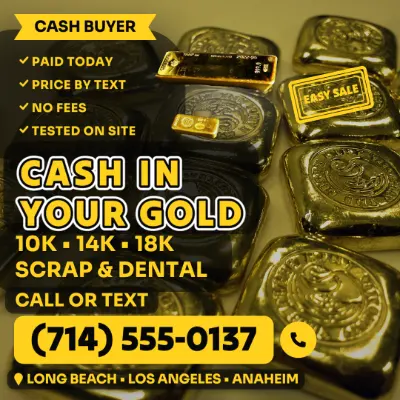 CASH BUYER
PAID TODAY
PRICE BY TEXT
NO FEES
TESTED ON SITE
EASY SALE
CASH IN
YOUR GOLD
10K ▪ 14K ▪ 18K
SCRAP & DENTAL
CALL OR TEXT
(714) 555-0137
LONG BEACH ▪ LOS ANGELES ▪ ANAHEIM